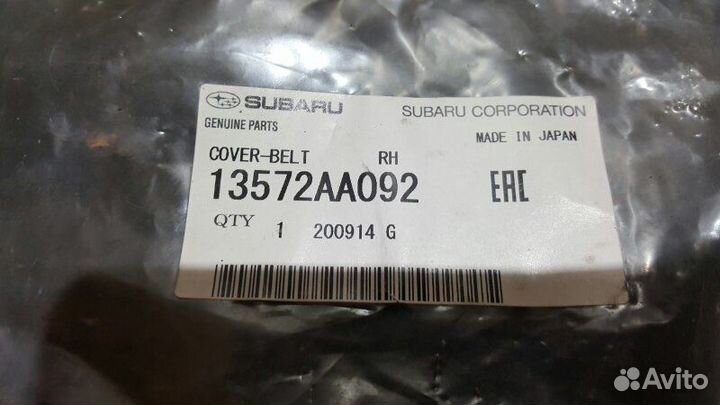 SUBARU SUBARU CORPORATION
GENUINE PARTS MADE IN JAPAN
COVER-BELT RH
13572AA092 EAC
QTY 1 200914 G
Avito